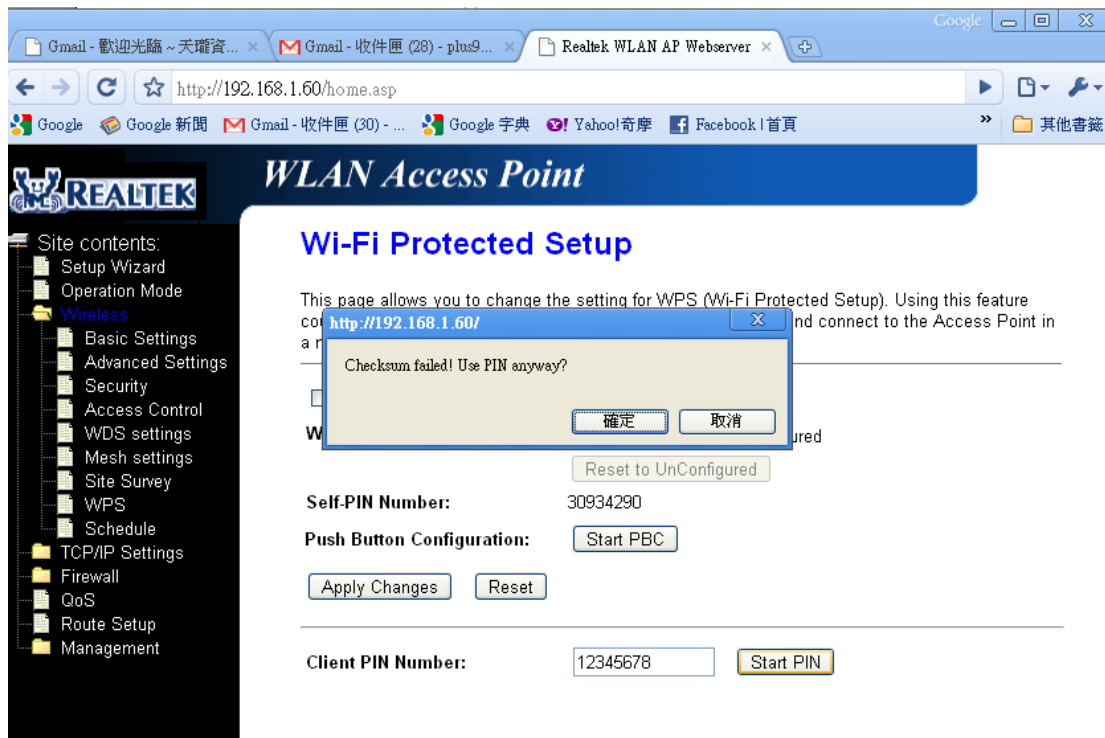 Google
Gmail - 歡迎光臨 ~ 天瓏資...
Gmail - 收件匣 (28) - plus9...
Realtek WLAN AP Webserver
http://192.168.1.60/home.asp
Google
Google 新聞
Gmail - 收件匣 (30) - ...
Google 字典
Yahoo!奇摩
Facebook | 首頁
»
其他書籤
REALTEK
WLAN Access Point
Site contents:
Setup Wizard
Operation Mode
Wireless
Basic Settings
Advanced Settings
Security
Access Control
WDS settings
Mesh settings
Site Survey
WPS
Schedule
TCP/IP Settings
Firewall
QoS
Route Setup
Management
Wi-Fi Protected Setup
This page allows you to change the setting for WPS (Wi-Fi Protected Setup). Using this feature
nd connect to the Access Point in
a
http://192.168.1.60/
Checksum failed! Use PIN anyway?
確定
取消
W
ured
Reset to UnConfigured
Self-PIN Number: 30934290
Push Button Configuration: Start PBC
Apply Changes Reset
Client PIN Number: 12345678 Start PIN